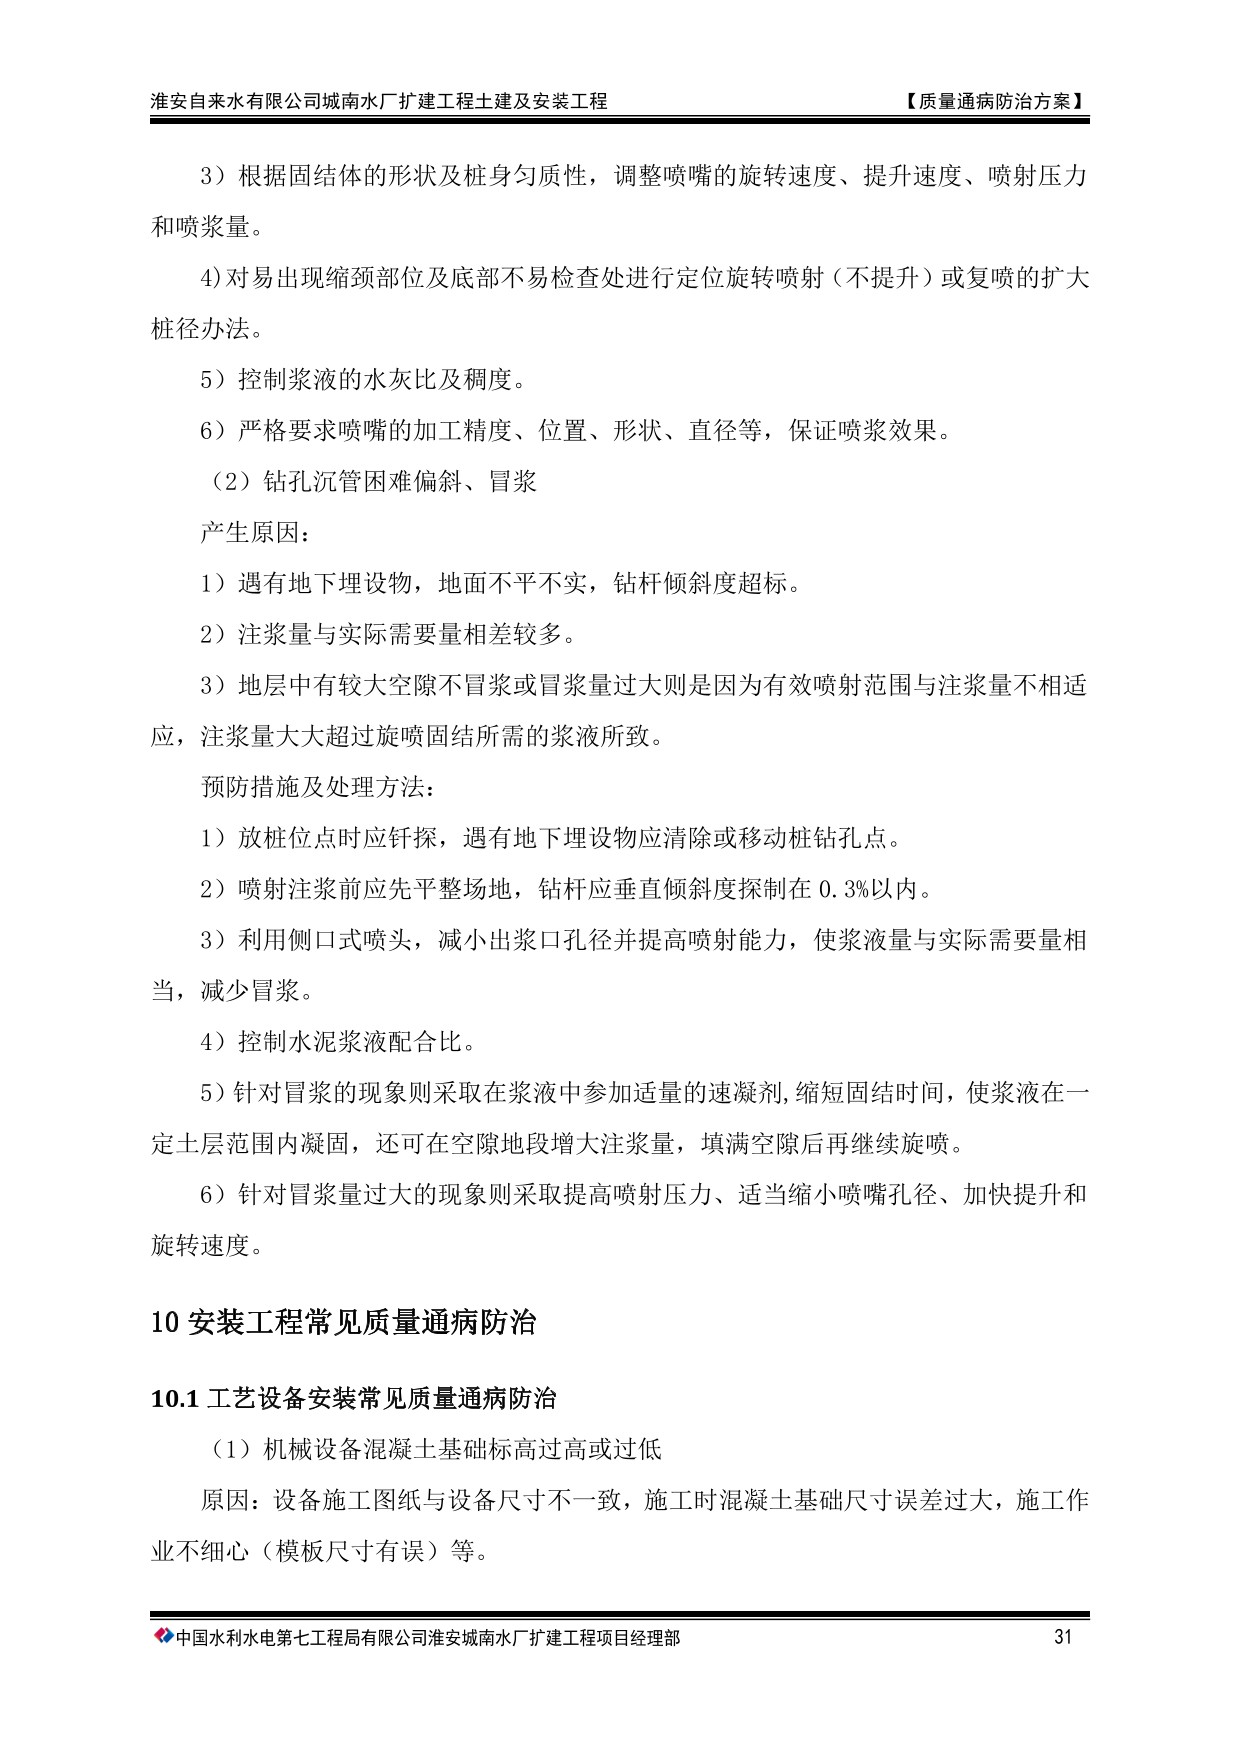 淮安自来水有限公司城南水厂扩建工程土建及安装工程 【质量通病防治方案】
3）根据固结体的形状及桩身匀质性，调整喷嘴的旋转速度、提升速度、喷射压力
和喷浆量。
4)对易出现缩颈部位及底部不易检查处进行定位旋转喷射（不提升）或复喷的扩大
桩径办法。
5）控制浆液的水灰比及稠度。
6）严格要求喷嘴的加工精度、位置、形状、直径等，保证喷浆效果。
（2）钻孔沉管困难偏斜、冒浆
产生原因：
1）遇有地下埋设物，地面不平不实，钻杆倾斜度超标。
2）注浆量与实际需要量相差较多。
3）地层中有较大空隙不冒浆或冒浆量过大则是因为有效喷射范围与注浆量不相适
应，注浆量大大超过旋喷固结所需的浆液所致。
预防措施及处理方法：
1）放桩位点时应钎探，遇有地下埋设物应清除或移动桩钻孔点。
2）喷射注浆前应先平整场地，钻杆应垂直倾斜度探制在 0.3%以内。
3）利用侧口式喷头，减小出浆口孔径并提高喷射能力，使浆液量与实际需要量相
当，减少冒浆。
4）控制水泥浆液配合比。
5）针对冒浆的现象则采取在浆液中参加适量的速凝剂,缩短固结时间，使浆液在一
定土层范围内凝固，还可在空隙地段增大注浆量，填满空隙后再继续旋喷。
6）针对冒浆量过大的现象则采取提高喷射压力、适当缩小喷嘴孔径、加快提升和
旋转速度。
10 安装工程常见质量通病防治
10.1 工艺设备安装常见质量通病防治
（1）机械设备混凝土基础标高过高或过低
原因：设备施工图纸与设备尺寸不一致，施工时混凝土基础尺寸误差过大，施工作
业不细心（模板尺寸有误）等。
中国水利水电第七工程局有限公司淮安城南水厂扩建工程项目经理部 31